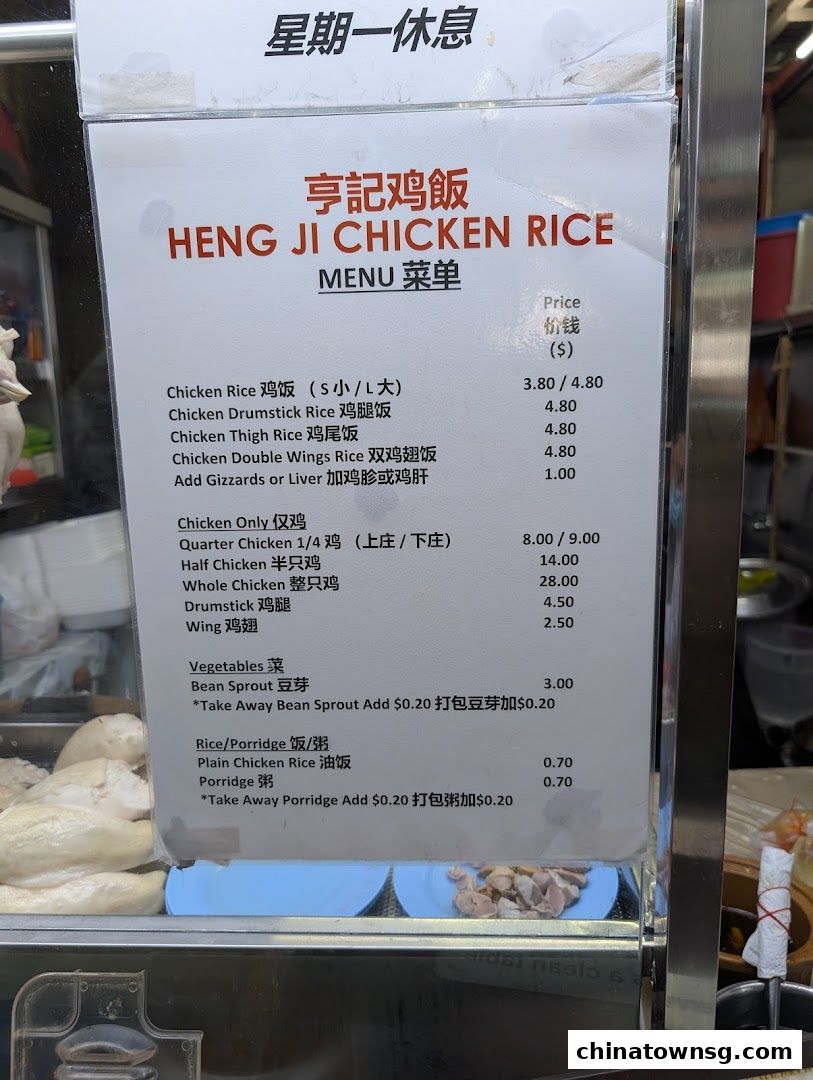 星期一休息
亨記鸡飯
HENG JI CHICKEN RICE
MENU 菜单
Price
价钱
($)
Chicken Rice 鸡饭 (S 小 / L 大) 3.80 / 4.80
Chicken Drumstick Rice 鸡腿饭 4.80
Chicken Thigh Rice 鸡尾饭 4.80
Chicken Double Wings Rice 双鸡翅饭 4.80
Add Gizzards or Liver 加鸡胗或鸡肝 1.00
Chicken Only 仅鸡
Quarter Chicken 1/4 鸡 (上庄 / 下庄) 8.00 / 9.00
Half Chicken 半只鸡 14.00
Whole Chicken 整只鸡 28.00
Drumstick 鸡腿 4.50
Wing 鸡翅 2.50
Vegetables 菜
Bean Sprout 豆芽 3.00
*Take Away Bean Sprout Add $0.20 打包豆芽加$0.20
Rice/Porridge 饭/粥
Plain Chicken Rice 油饭 0.70
Porridge 粥 0.70
*Take Away Porridge Add $0.20 打包粥加$0.20
a clean table
chinatownsg.com